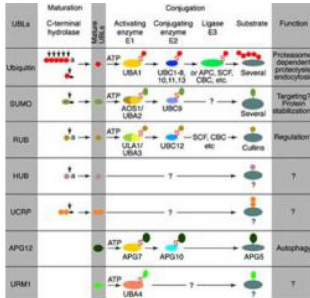 Maturation
Conjugation
UBLs
C-terminal hydrolase
Mature UBLs
Activating enzyme E1
Conjugating enzyme E2
Ligase E3
Substrate
Function
Ubiquitin
a
ATP
UBA1
UBC1-8, 10,11,13
or APC, SCF, CBC, etc.
Several
Proteasome dependent proteolysis endocytosis
SUMO
a
ATP
AOS1/ UBA2
UBC9
Several
Targeting? Protein stabilization?
RUB
a
ATP
ULA1/ UBA3
UBC12
SCF, CBC etc
Cullins
Regulation
HUB
a
?
?
?
UCRP
?
?
?
APG12
ATP
APG7
APG10
APG5
Autophagy
URM1
ATP
UBA4
?
?
?